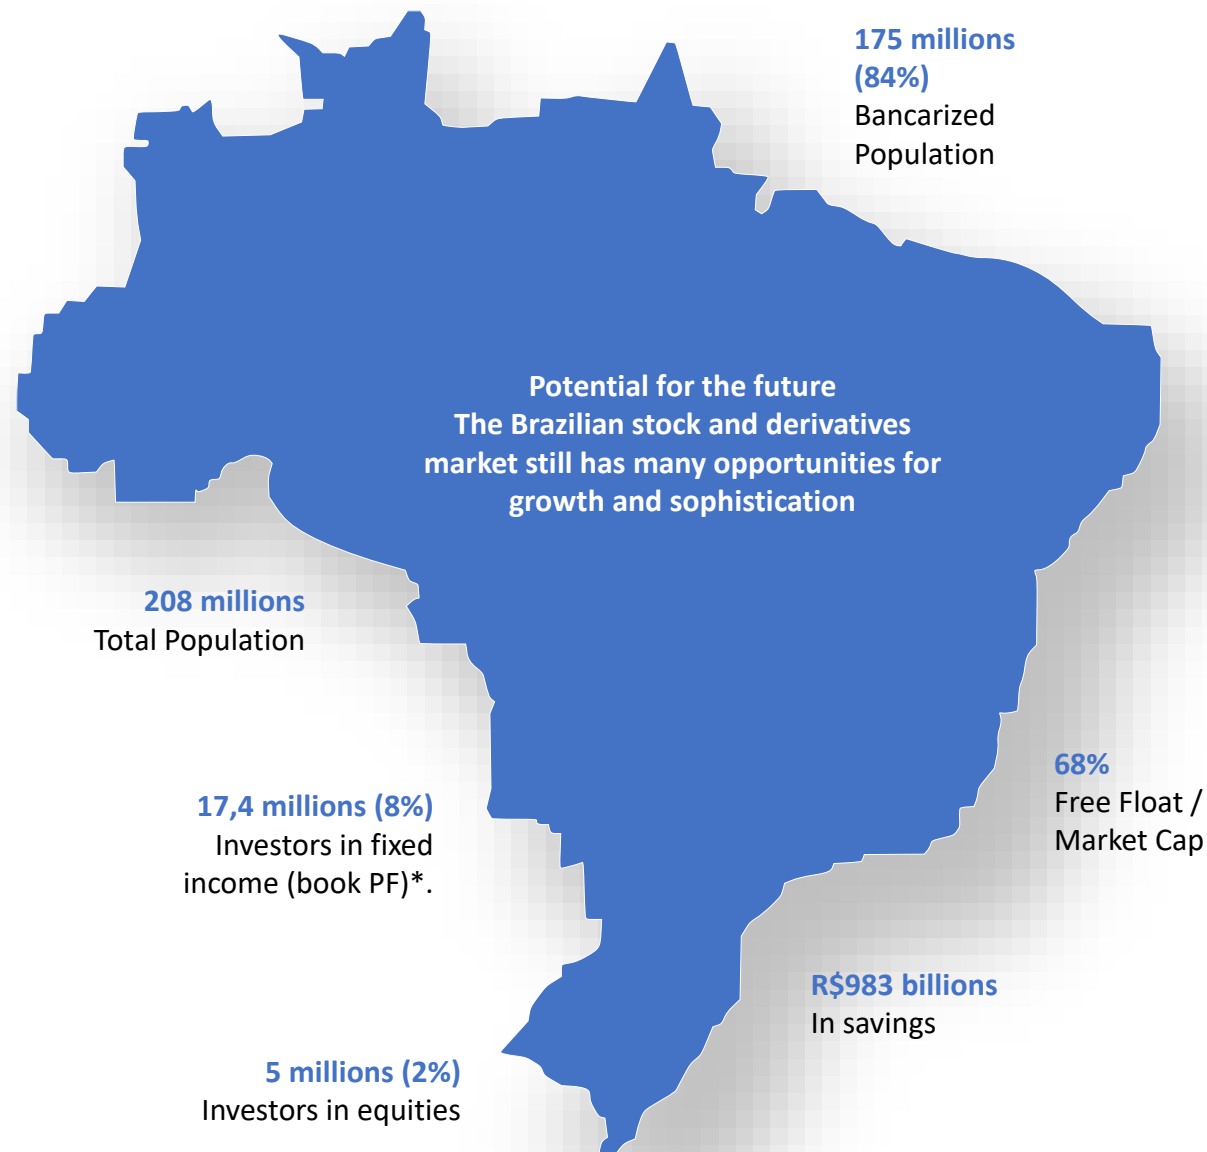 175 millions
(84%)
Bancarized
Population
Potential for the future
The Brazilian stock and derivatives
market still has many opportunities for
growth and sophistication
208 millions
Total Population
68%
Free Float /
Market Cap
17,4 millions (8%)
Investors in fixed
income (book PF)*.
R$983 billions
In savings
5 millions (2%)
Investors in equities